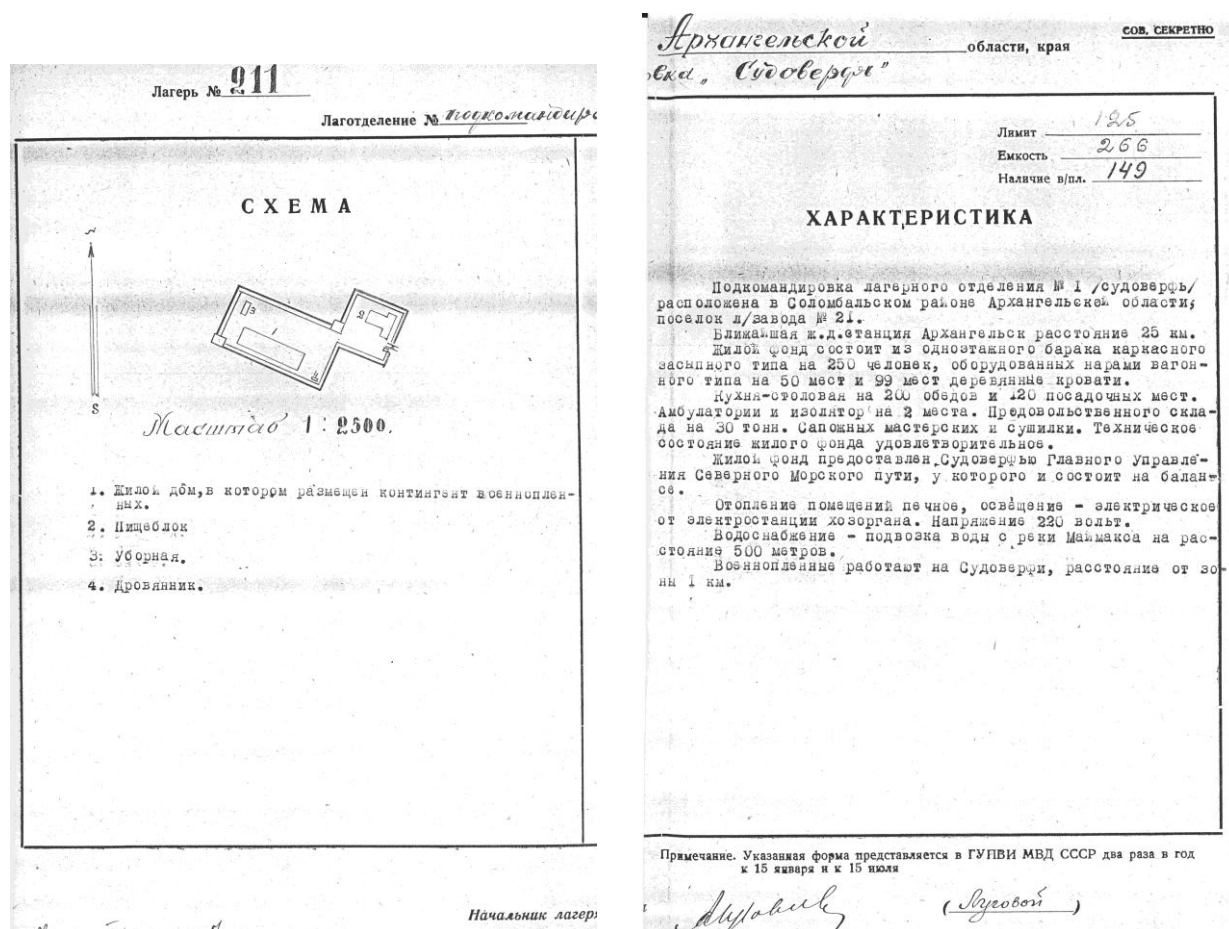 Лагерь № 211
Лаготделение № подкомандиро
СХЕМА
N
1
2
3
4
S
Масштаб 1:2500.
1. Жилой дом, в котором размещен контингент военноплен-
ных.
2. Пищеблок
3: Уборная.
4. Дровянник.
Начальник лагеря
Архангельской области, края
СОВ. СЕКРЕТНО
вка „Судоверфь"
Лимит 125
Емкость 266
Наличие в/пл. 149
ХАРАКТЕРИСТИКА
Подкомандировка лагерного отделения № 1 /судоверфь/
расположена в Соломбальском районе Архангельской области,
поселок л/завода № 21.
Ближайшая ж.д.станция Архангельск расстояние 25 км.
Жилой фонд состоит из одноэтажного барака каркасного
засыпного типа на 250 человек, оборудованных нарами вагон-
ного типа на 50 мест и 99 мест деревянные кровати.
Кухня-столовая на 200 обедов и 120 посадочных мест.
Амбулатории и изолятор на 2 места. Предовольственного скла-
да на 30 тонн. Сапожных мастерских и сушилки. Техническое
состояние жилого фонда удовлетворительное.
Жилой фонд предоставлен Судоверфью Главного Управле-
ния Северного Морского пути, у которого и состоит на балан-
се.
Отопление помещений печное, освещение - электрическое
от электростанции хозоргана. Напряжение 220 вольт.
Водоснабжение - подвозка воды с реки Маймакса на рас-
стояние 500 метров.
Военнопленные работают на Судоверфи, расстояние от зо-
ны 1 км.
Примечание. Указанная форма представляется в ГУПВИ МВД СССР два раза в год
к 15 января и к 15 июля
(Луговой)